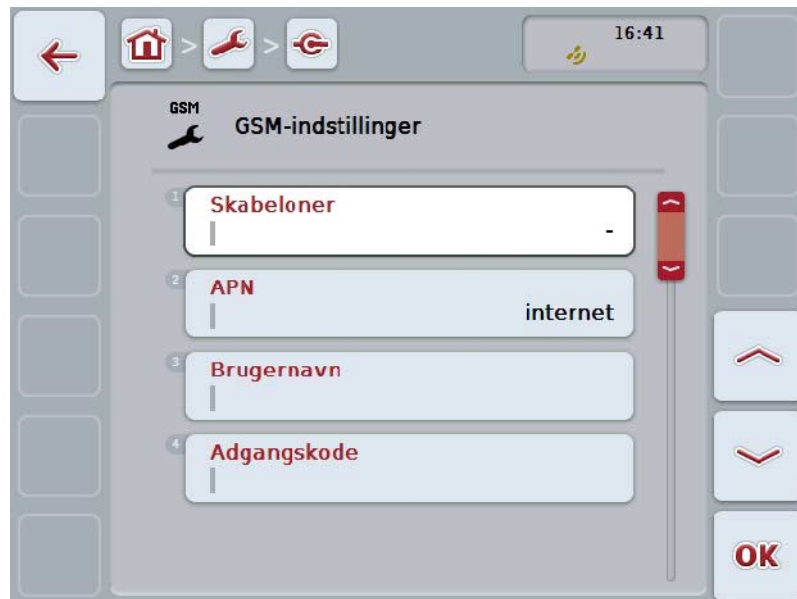 16:41
GSM
GSM-indstillinger
1
Skabeloner
-
2
APN
internet
3
Brugernavn
4
Adgangskode
OK